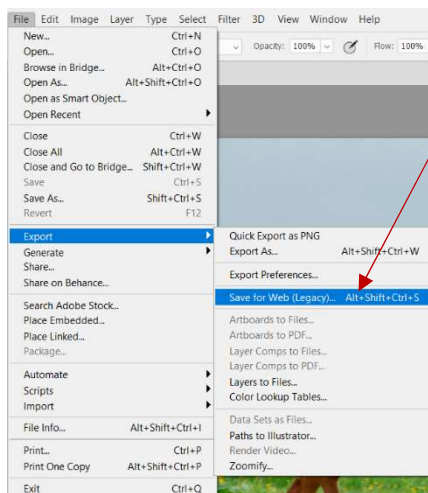 File Edit Image Layer Type Select Filter 3D View Window Help
Opacity: 100% Flow: 100%
New... Ctrl+N
Open... Ctrl+O
Browse in Bridge... Alt+Ctrl+O
Open As... Alt+Shift+Ctrl+O
Open as Smart Object...
Open Recent
Close Ctrl+W
Close All Alt+Ctrl+W
Close and Go to Bridge... Shift+Ctrl+W
Save Ctrl+S
Save As... Shift+Ctrl+S
Revert F12
Export
Generate
Share...
Share on Behance...
Search Adobe Stock...
Place Embedded...
Place Linked...
Package...
Automate
Scripts
Import
File Info... Alt+Shift+Ctrl+I
Print... Ctrl+P
Print One Copy Alt+Shift+Ctrl+P
Exit Ctrl+Q
Quick Export as PNG
Export As... Alt+Shift+Ctrl+W
Export Preferences...
Save for Web (Legacy)... Alt+Shift+Ctrl+S
Artboards to Files...
Artboards to PDF...
Layer Comps to Files...
Layer Comps to PDF...
Layers to Files...
Color Lookup Tables...
Data Sets as Files...
Paths to Illustrator...
Render Video...
Zoomify...